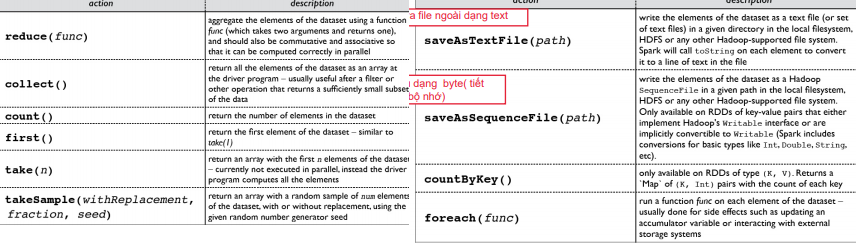 action description
aggregate the elements of the dataset using a function
reduce(func) func (which takes two arguments and returns one),
and should also be commutative and associative so
that it can be computed correctly in parallel
return all the elements of the dataset as an array at
collect() the driver program – usually useful after a filter or
other operation that returns a sufficiently small subset
of the data
count() return the number of elements in the dataset
first() return the first element of the dataset – similar to
take(1)
return an array with the first n elements of the dataset
take(n) – currently not executed in parallel, instead the driver
program computes all the elements
takeSample(withReplacement, return an array with a random sample of num elements
fraction, seed) of the dataset, with or without replacement, using the
given random number generator seed
action description
a file ngoài dạng text
write the elements of the dataset as a text file (or set
of text files) in a given directory in the local filesystem,
saveAsTextFile(path) HDFS or any other Hadoop-supported file system.
Spark will call toString on each element to convert
it to a line of text in the file
dạng byte( tiết
bộ nhớ)
write the elements of the dataset as a Hadoop
SequenceFile in a given path in the local filesystem,
HDFS or any other Hadoop-supported file system.
saveAsSequenceFile(path) Only available on RDDs of key-value pairs that either
implement Hadoop's Writable interface or are
implicitly convertible to Writable (Spark includes
conversions for basic types like Int, Double, String,
etc).
countByKey() only available on RDDs of type (K, V). Returns a
`Map` of (K, Int) pairs with the count of each key
run a function func on each element of the dataset –
foreach(func) usually done for side effects such as updating an
accumulator variable or interacting with external
storage systems